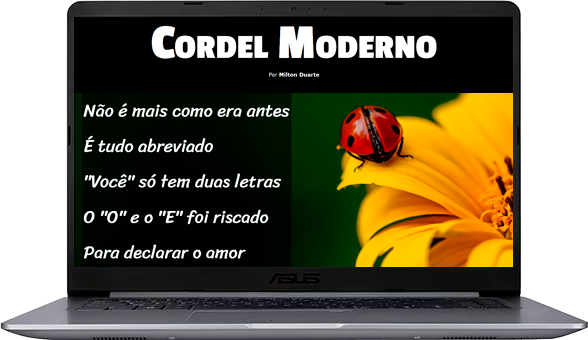 Cordel Moderno
Por Milton Duarte
Não é mais como era antes
É tudo abreviado
"Você" só tem duas letras
O "O" e o "E" foi riscado
Para declarar o amor
ASUS